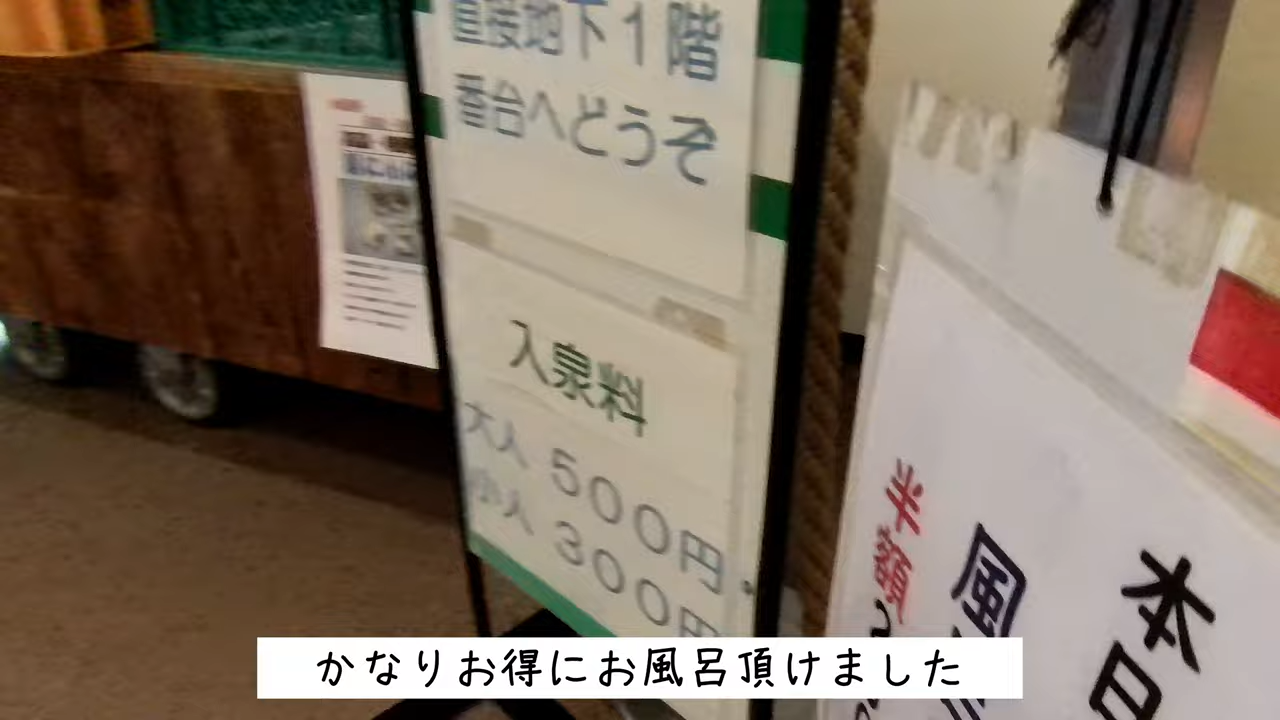 直接地下1階
番台へどうぞ
入泉料
大人 500円
小人 300円
本日
風
半額
かなりお得にお風呂頂けました